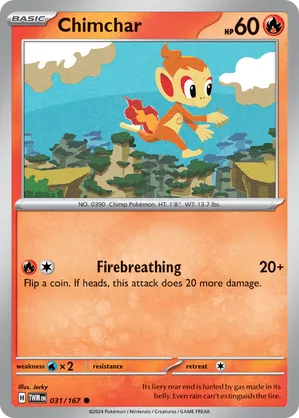 BASIC
Chimchar
HP 60
NO. 0390 Chimp Pokémon HT: 1'8" WT: 13.7 lbs.
Firebreathing 20+
Flip a coin. If heads, this attack does 20 more damage.
weakness ×2 resistance retreat
Illus. Jerky
Its fiery rear end is fueled by gas made in its
belly. Even rain can't extinguish the fire.
H TWM EN 031/167
©2024 Pokémon / Nintendo / Creatures / GAME FREAK